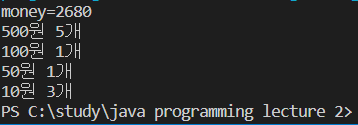 money=2680
500원 5개
100원 1개
50원 1개
10원 3개
PS C:\study\java programming lecture 2>